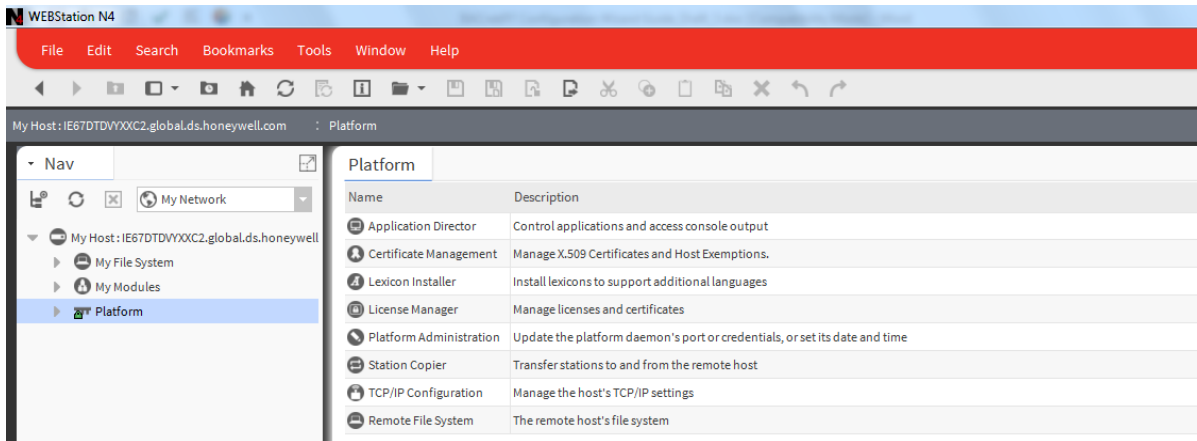 WEBStation N4
File Edit Search Bookmarks Tools Window Help
My Host : IE67DTDVYXXC2.global.ds.honeywell.com : Platform
Nav
My Network
My Host : IE67DTDVYXXC2.global.ds.honeywell
My File System
My Modules
Platform
Platform
Name Description
Application Director Control applications and access console output
Certificate Management Manage X.509 Certificates and Host Exemptions.
Lexicon Installer Install lexicons to support additional languages
License Manager Manage licenses and certificates
Platform Administration Update the platform daemon's port or credentials, or set its date and time
Station Copier Transfer stations to and from the remote host
TCP/IP Configuration Manage the host's TCP/IP settings
Remote File System The remote host's file system